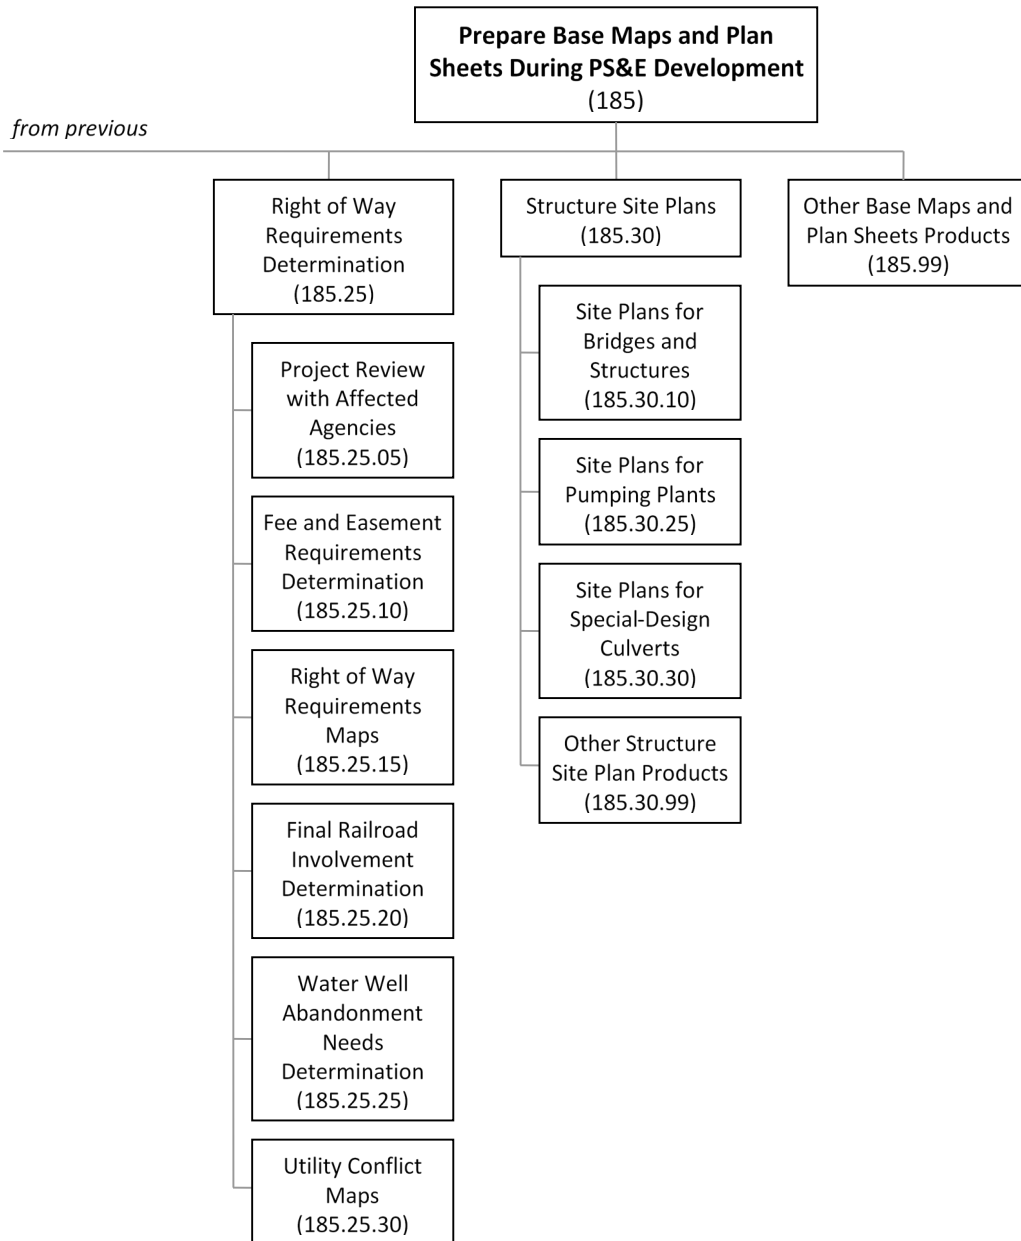 Prepare Base Maps and Plan
Sheets During PS&E Development
(185)
from previous
Right of Way
Requirements
Determination
(185.25)
Project Review
with Affected
Agencies
(185.25.05)
Fee and Easement
Requirements
Determination
(185.25.10)
Right of Way
Requirements
Maps
(185.25.15)
Final Railroad
Involvement
Determination
(185.25.20)
Water Well
Abandonment
Needs
Determination
(185.25.25)
Utility Conflict
Maps
(185.25.30)
Structure Site Plans
(185.30)
Site Plans for
Bridges and
Structures
(185.30.10)
Site Plans for
Pumping Plants
(185.30.25)
Site Plans for
Special-Design
Culverts
(185.30.30)
Other Structure
Site Plan Products
(185.30.99)
Other Base Maps and
Plan Sheets Products
(185.99)